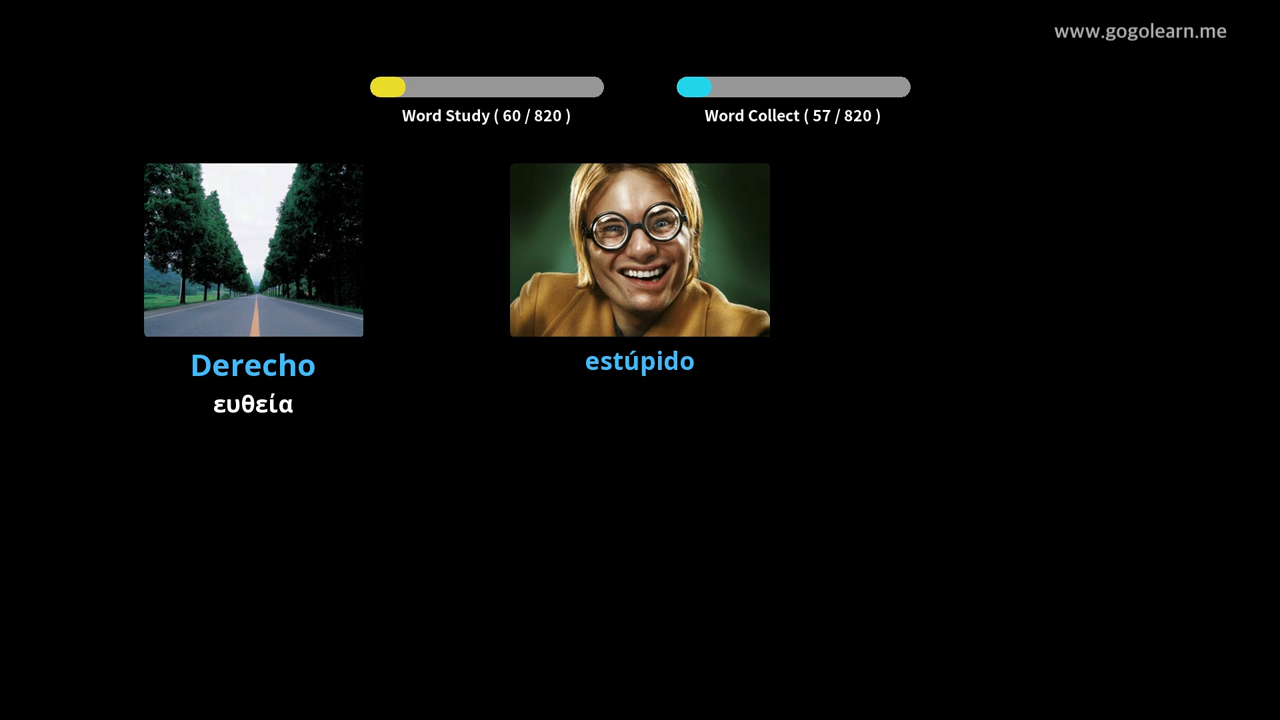 www.gogolearn.me
Word Study ( 60 / 820 )
Word Collect ( 57 / 820 )
Derecho
ευθεία
estúpido